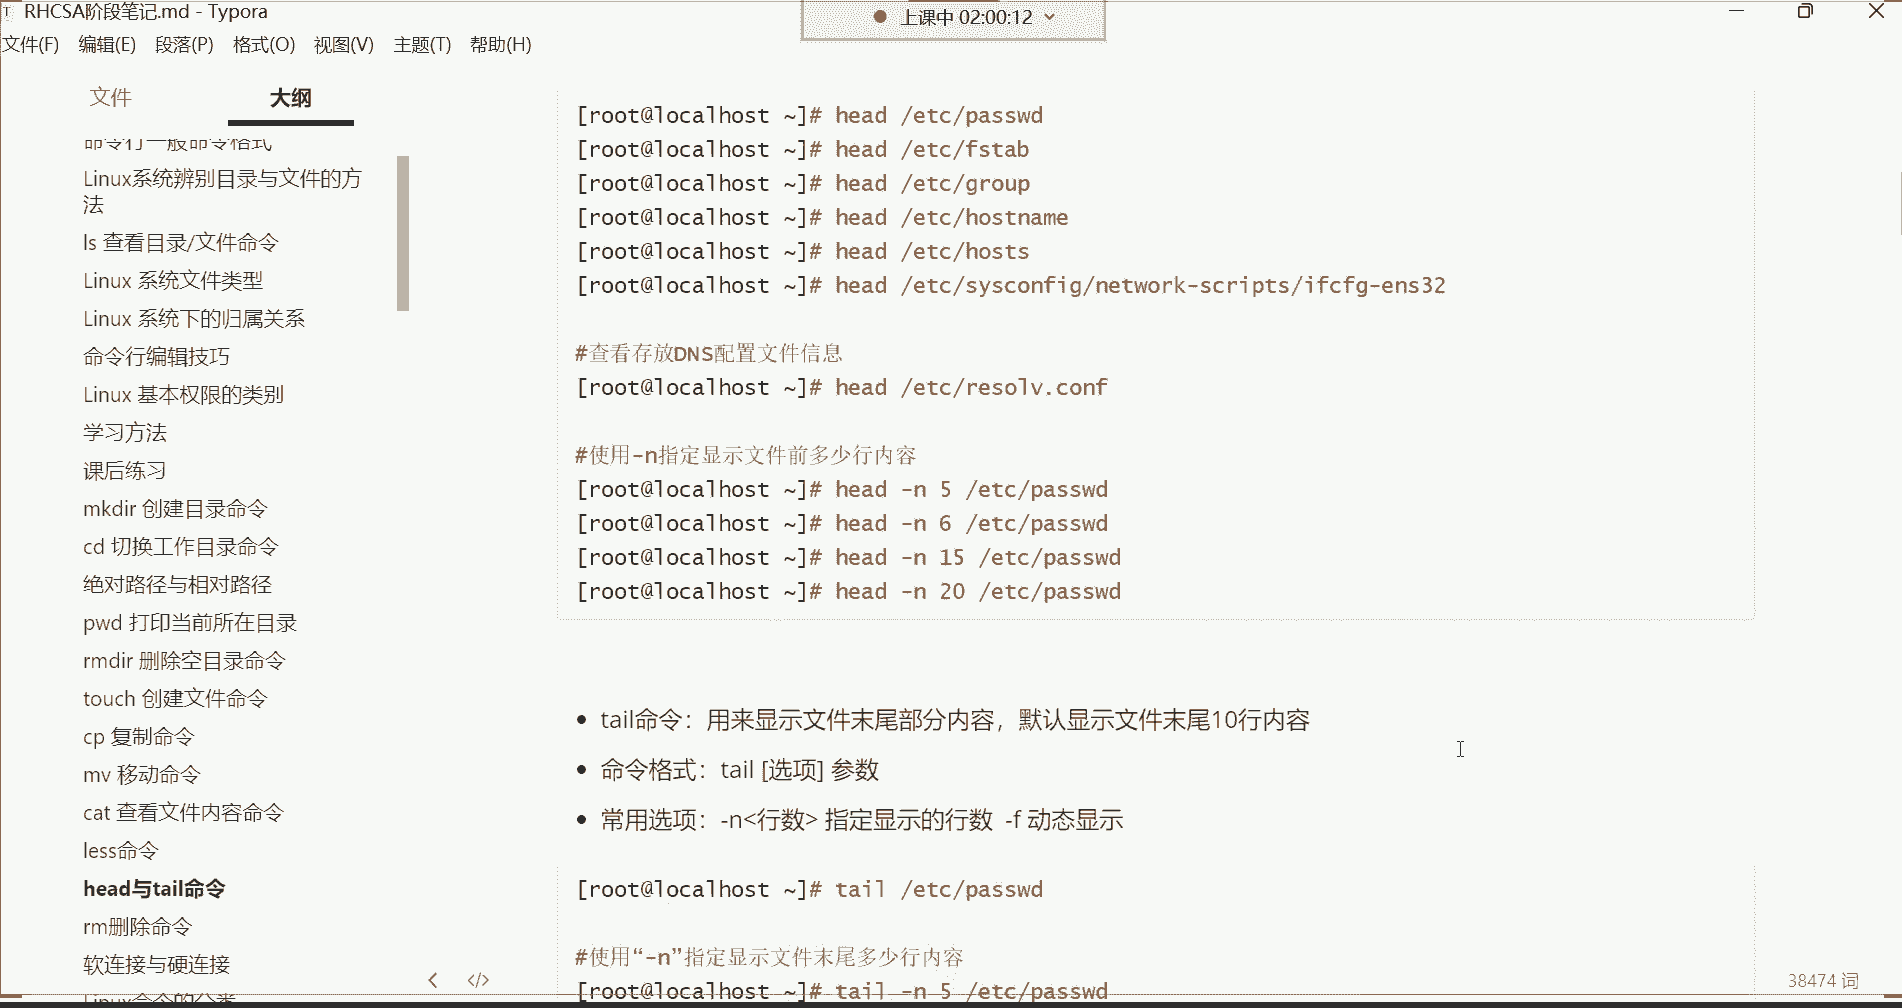 RHCSA阶段笔记.md - Typora
上课中 02:00:12
文件(F) 编辑(E) 段落(P) 格式(O) 视图(V) 主题(T) 帮助(H)
文件 大纲
命令行一般命令格式
Linux系统辨别目录与文件的方
法
ls 查看目录/文件命令
Linux 系统文件类型
Linux 系统下的归属关系
命令行编辑技巧
Linux 基本权限的类别
学习方法
课后练习
mkdir 创建目录命令
cd 切换工作目录命令
绝对路径与相对路径
pwd 打印当前所在目录
rmdir 删除空目录命令
touch 创建文件命令
cp 复制命令
mv 移动命令
cat 查看文件内容命令
less命令
head与tail命令
rm删除命令
软连接与硬连接
Linux命令的分类
[root@localhost ~]# head /etc/passwd
[root@localhost ~]# head /etc/fstab
[root@localhost ~]# head /etc/group
[root@localhost ~]# head /etc/hostname
[root@localhost ~]# head /etc/hosts
[root@localhost ~]# head /etc/sysconfig/network-scripts/ifcfg-ens32
#查看存放DNS配置文件信息
[root@localhost ~]# head /etc/resolv.conf
#使用-n指定显示文件前多少行内容
[root@localhost ~]# head -n 5 /etc/passwd
[root@localhost ~]# head -n 6 /etc/passwd
[root@localhost ~]# head -n 15 /etc/passwd
[root@localhost ~]# head -n 20 /etc/passwd
• tail命令：用来显示文件末尾部分内容，默认显示文件末尾10行内容
• 命令格式：tail [选项] 参数
• 常用选项：-n<行数> 指定显示的行数 -f 动态显示
[root@localhost ~]# tail /etc/passwd
#使用“-n”指定显示文件末尾多少行内容
[root@localhost ~]# tail -n 5 /etc/passwd
38474 词